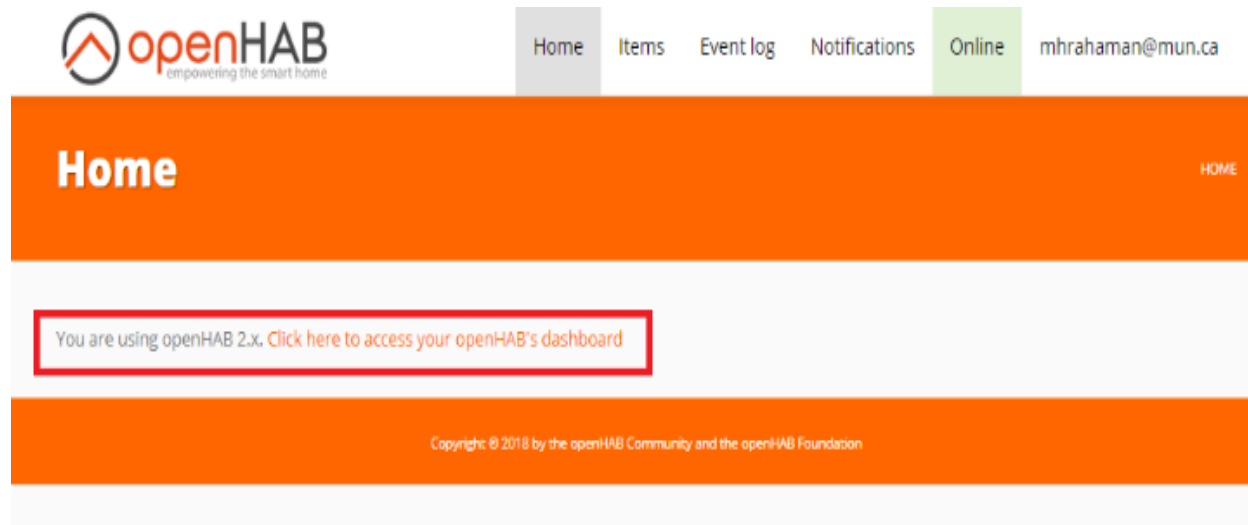 openHAB
empowering the smart home
Home Items Event log Notifications Online mhrahaman@mun.ca
Home
HOME
You are using openHAB 2.x. Click here to access your openHAB's dashboard
Copyright © 2018 by the openHAB Community and the openHAB Foundation